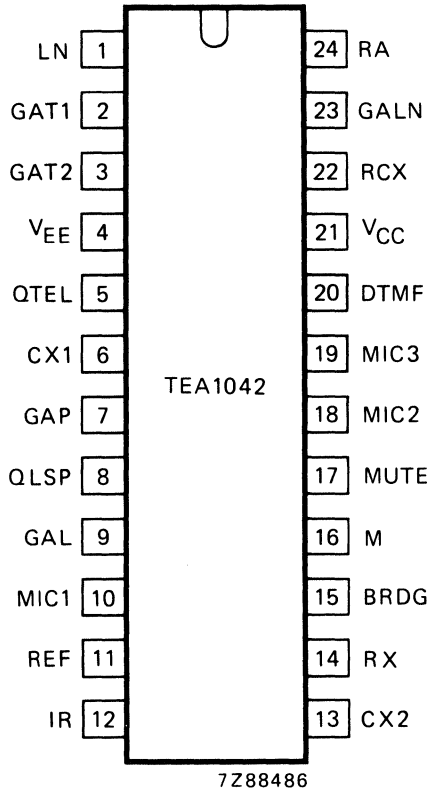 LN 1 24 RA
GAT1 2 23 GALN
GAT2 3 22 RCX
VEE 4 21 VCC
QTEL 5 20 DTMF
CX1 6 19 MIC3
TEA1042
GAP 7 18 MIC2
QLSP 8 17 MUTE
GAL 9 16 M
MIC1 10 15 BRDG
REF 11 14 RX
IR 12 13 CX2
7Z88486